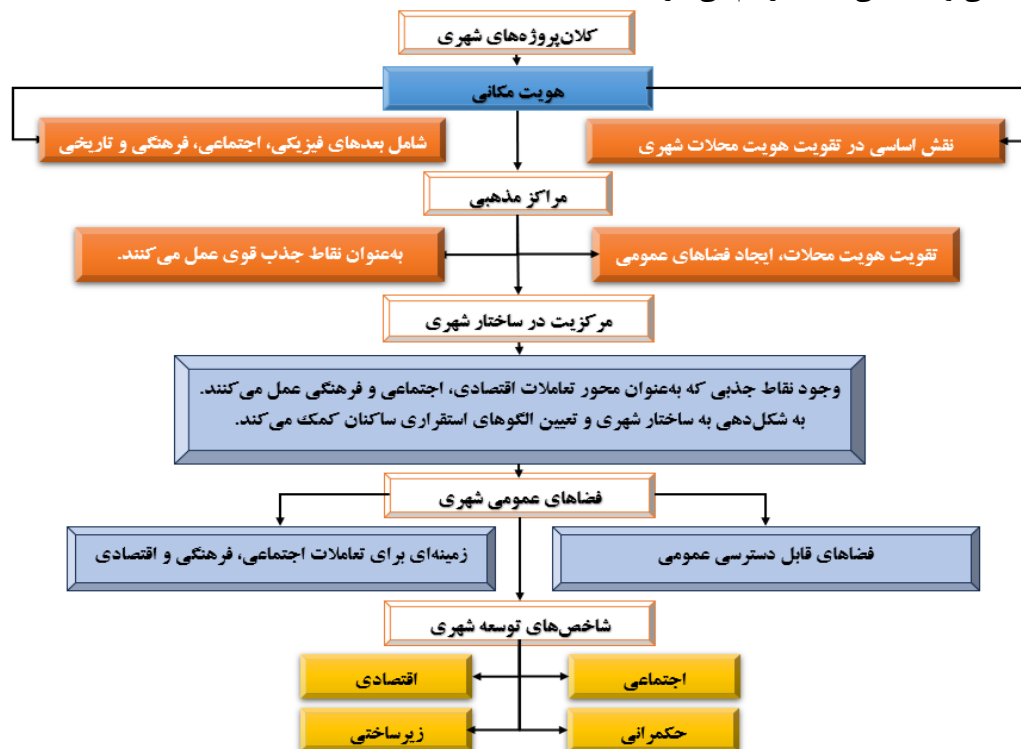 کلان‌پروژه‌های شهری
هویت مکانی
نقش اساسی در تقویت هویت محلات شهری
شامل بعدهای فیزیکی، اجتماعی، فرهنگی و تاریخی
مراکز مذهبی
تقویت هویت محلات، ایجاد فضاهای عمومی
به‌عنوان نقاط جذب قوی عمل می‌کنند.
مرکزیت در ساختار شهری
وجود نقاط جذبی که به‌عنوان محور تعاملات اقتصادی، اجتماعی و فرهنگی عمل می‌کنند.
به شکل‌دهی به ساختار شهری و تعیین الگوهای استقراری ساکنان کمک می‌کند.
فضاهای عمومی شهری
فضاهای قابل دسترسی عمومی
زمینه‌ای برای تعاملات اجتماعی، فرهنگی و اقتصادی
شاخص‌های توسعه شهری
اجتماعی
اقتصادی
حکمرانی
زیرساختی